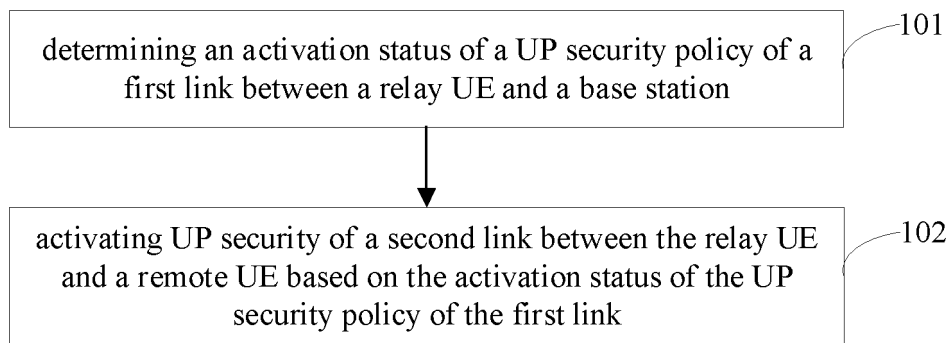 determining an activation status of a UP security policy of a
first link between a relay UE and a base station
101
activating UP security of a second link between the relay UE
and a remote UE based on the activation status of the UP
security policy of the first link
102